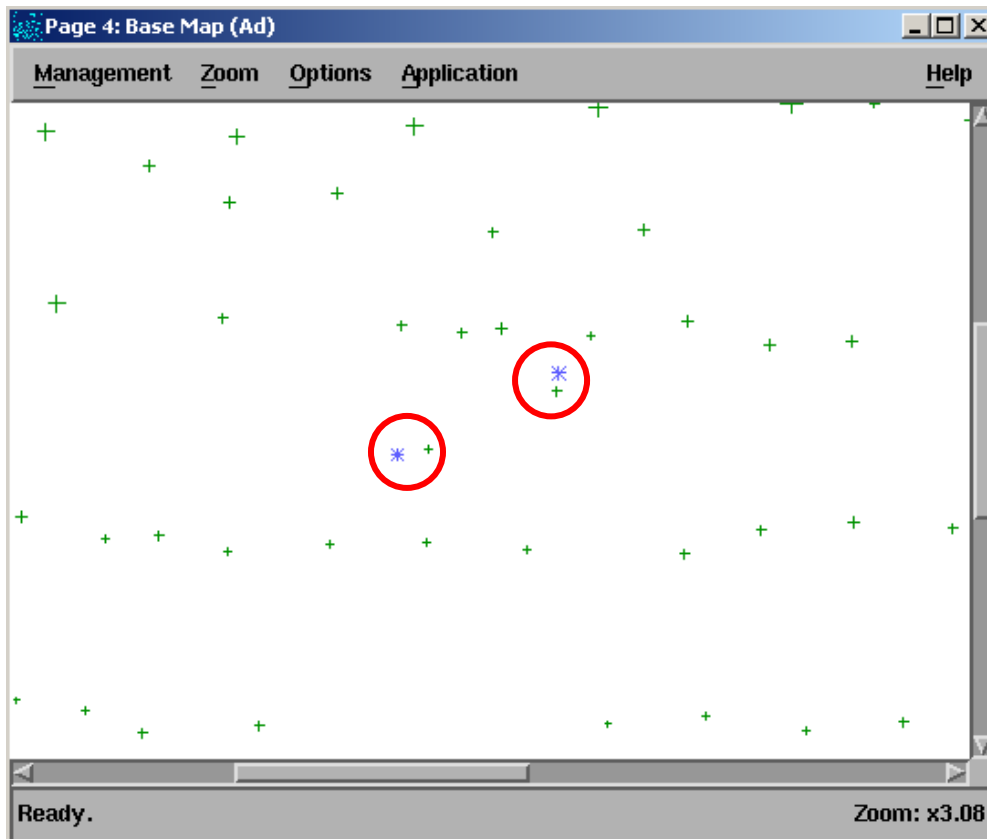 Page 4: Base Map (Ad)
Management Zoom Options Application Help
Ready. Zoom: x3.08